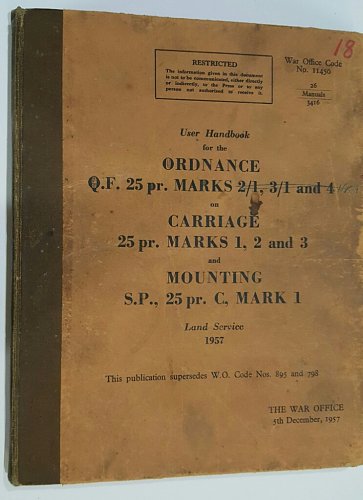 18
RESTRICTED
The information given in this document
is not to be communicated, either directly
or indirectly, to the Press or to any
person not authorized to receive it.
War Office Code
No. 11450
26
Manuals
3416
User Handbook
for the
ORDNANCE
Q.F. 25 pr. MARKS 2/1, 3/1 and 4
on
CARRIAGE
25 pr. MARKS 1, 2 and 3
and
MOUNTING
S.P., 25 pr. C, MARK 1
Land Service
1957
This publication supersedes W.O. Code Nos. 895 and 798
THE WAR OFFICE
5th December, 1957